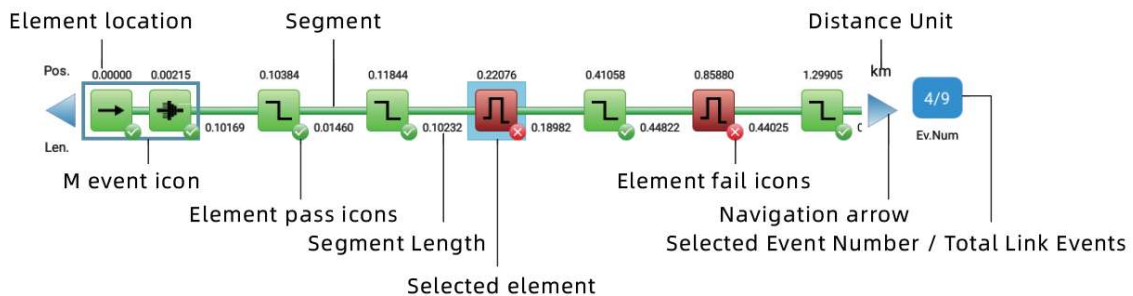 Element location
Segment
Distance Unit
Pos.
0.00000
0.00215
0.10384
0.11844
0.22076
0.41058
0.85880
1.29905
km
4/9
0.10169
0.01460
0.10232
0.18982
0.44822
0.44025
Ev.Num
Len.
M event icon
Element fail icons
Element pass icons
Navigation arrow
Segment Length
Selected Event Number / Total Link Events
Selected element